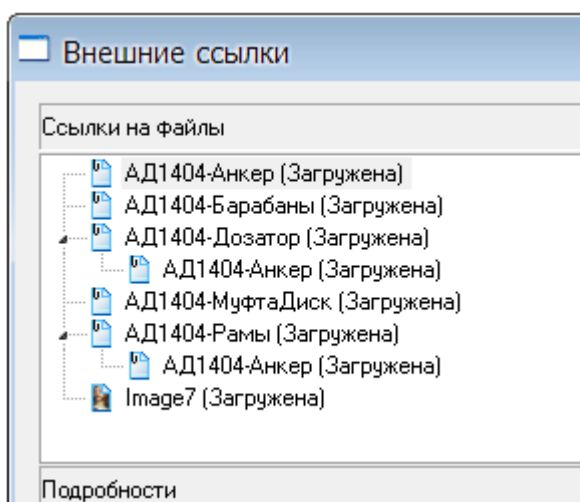 Внешние ссылки
Ссылки на файлы
АД1404-Анкер (Загружена)
АД1404-Барабаны (Загружена)
АД1404-Дозатор (Загружена)
АД1404-Анкер (Загружена)
АД1404-МуфтаДиск (Загружена)
АД1404-Рамы (Загружена)
АД1404-Анкер (Загружена)
Image7 (Загружена)
Подробности